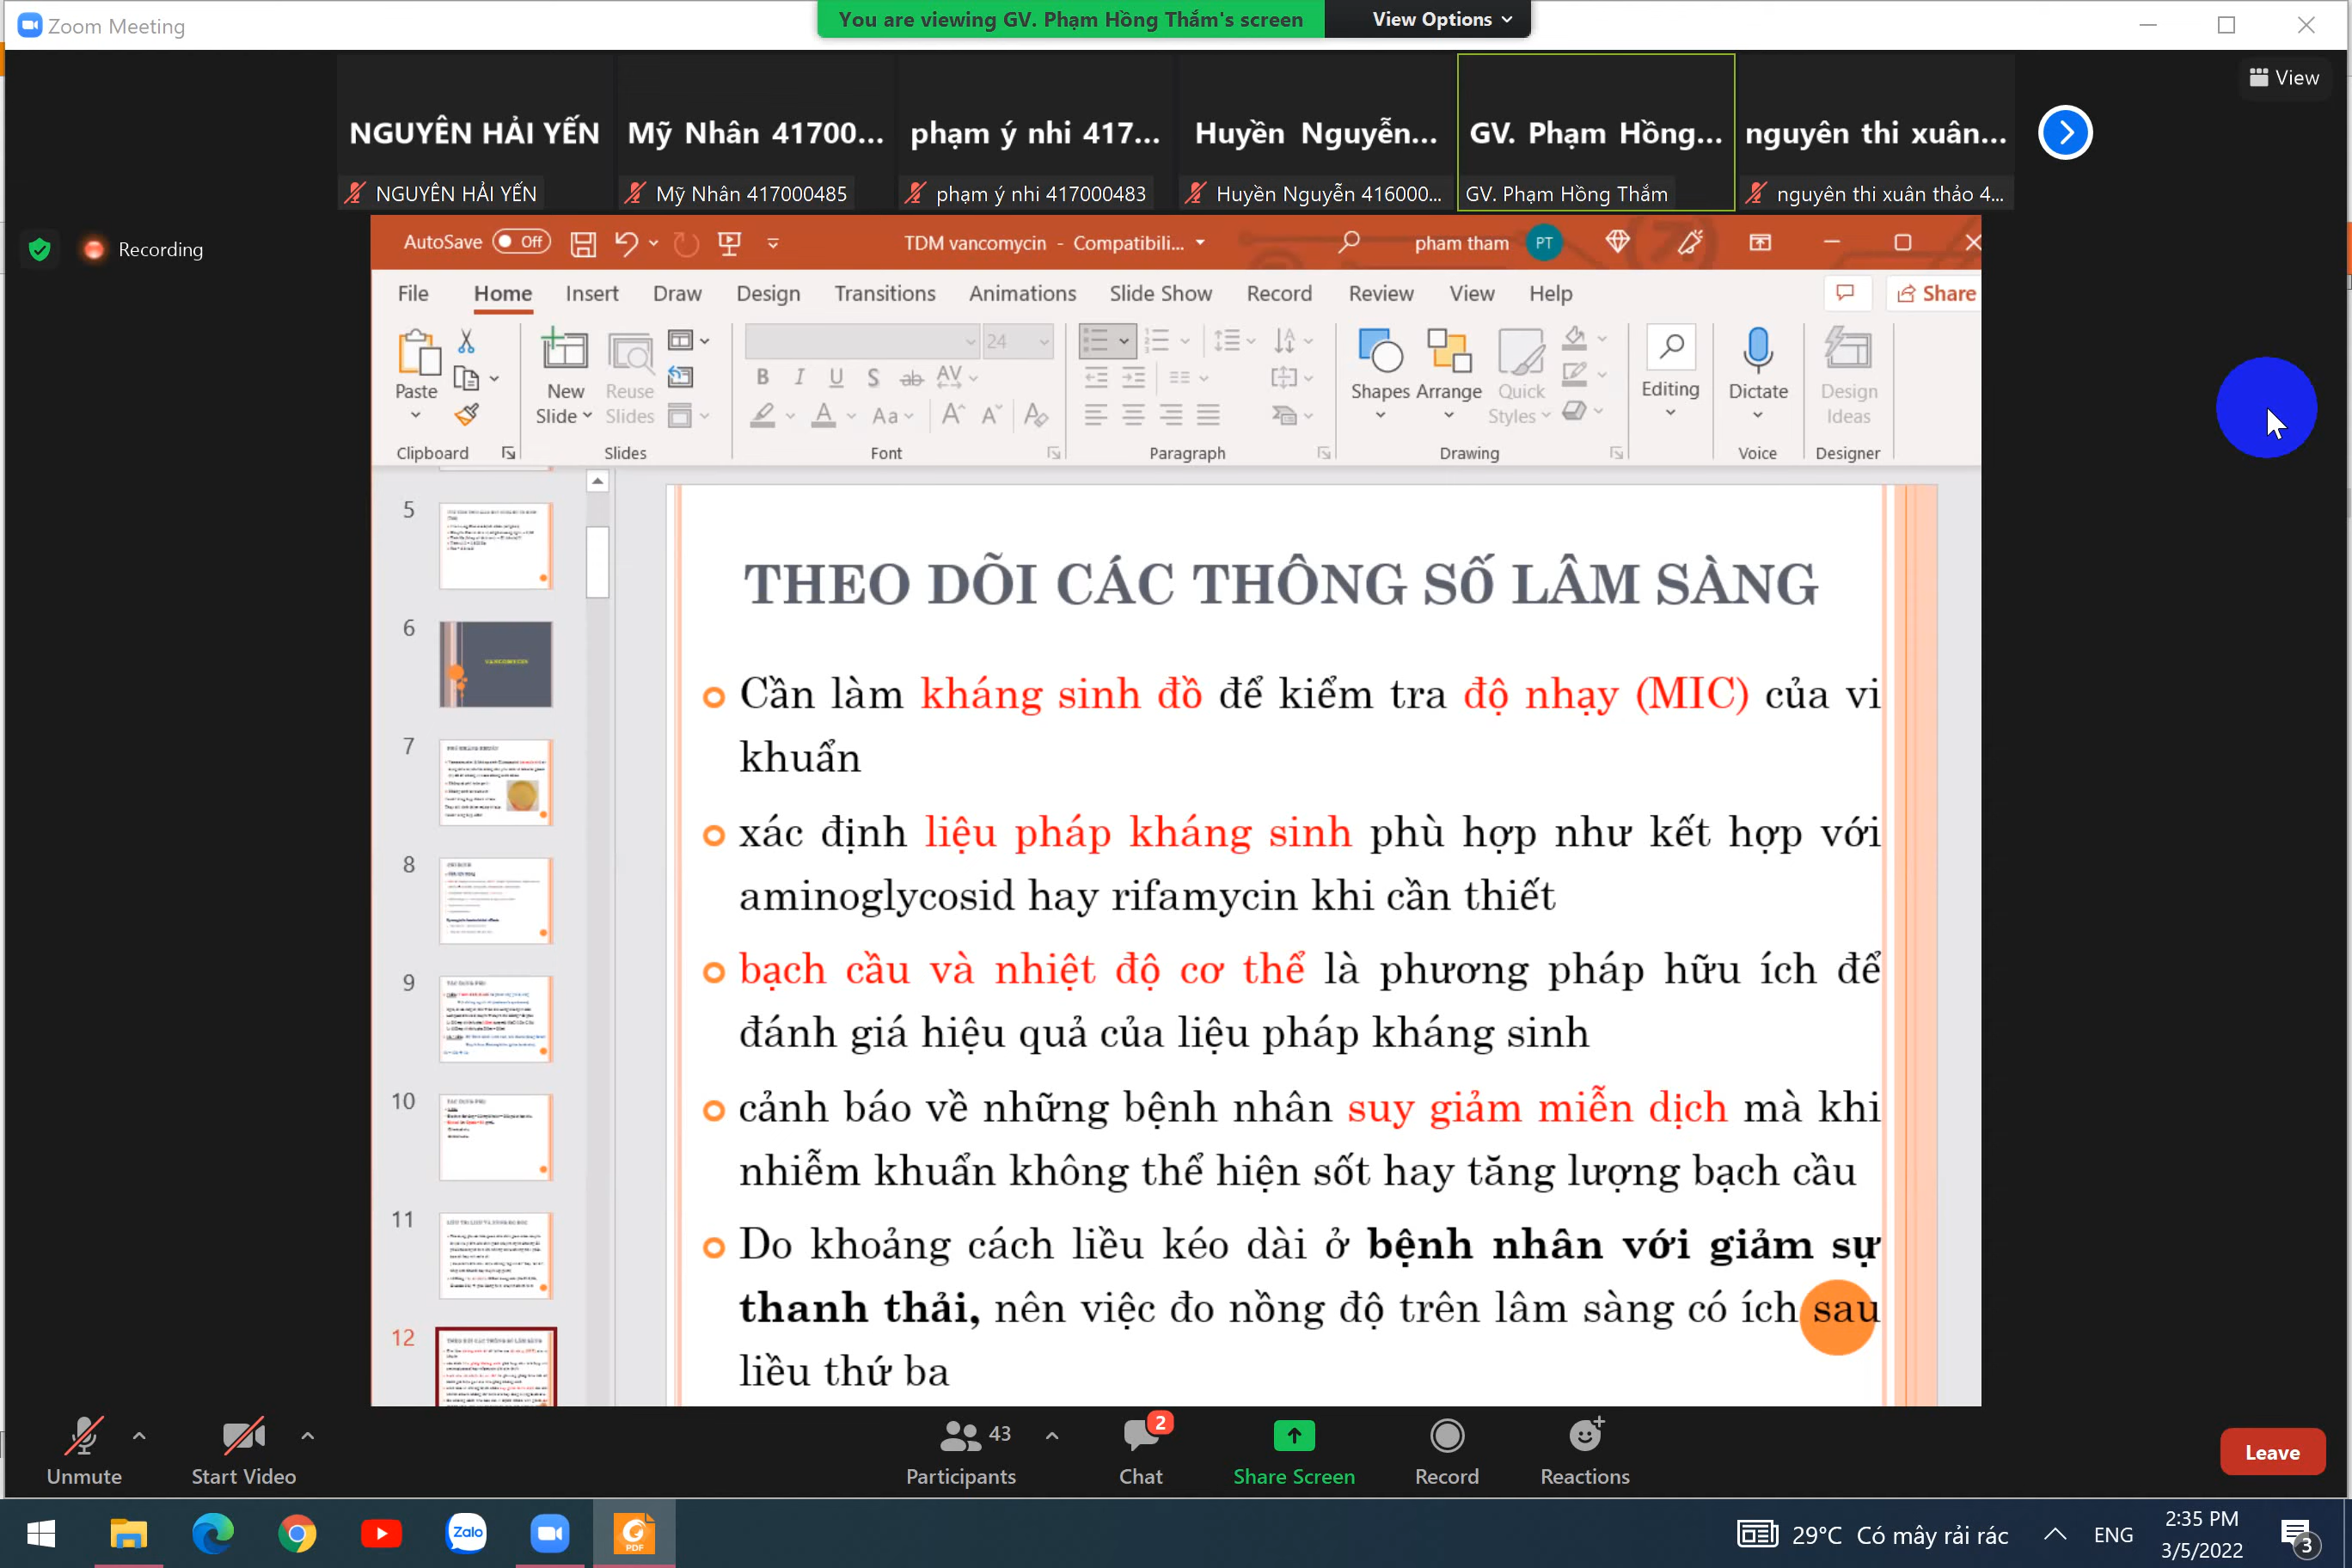 Zoom Meeting
You are viewing GV. Phạm Hồng Thắm's screen
View Options
View
NGUYÊN HẢI YẾN
Mỹ Nhân 41700...
phạm ý nhi 417...
Huyền Nguyễn...
GV. Phạm Hồng...
nguyên thi xuân...
NGUYÊN HẢI YẾN
Mỹ Nhân 417000485
phạm ý nhi 417000483
Huyền Nguyễn 416000...
GV. Phạm Hồng Thắm
nguyên thi xuân thảo 4...
Recording
AutoSave Off
TDM vancomycin - Compatibili...
pham tham PT
File Home Insert Draw Design Transitions Animations Slide Show Record Review View Help
Share
24
Paste
New Slide
Reuse Slides
Shapes
Arrange
Quick Styles
Editing
Dictate
Design Ideas
Clipboard Slides Font Paragraph Drawing Voice Designer
5
6
7
8
9
10
11
12
THEO DÕI CÁC THÔNG SỐ LÂM SÀNG
Cần làm kháng sinh đồ để kiểm tra độ nhạy (MIC) của vi
khuẩn
xác định liệu pháp kháng sinh phù hợp như kết hợp với
aminoglycosid hay rifamycin khi cần thiết
bạch cầu và nhiệt độ cơ thể là phương pháp hữu ích để
đánh giá hiệu quả của liệu pháp kháng sinh
cảnh báo về những bệnh nhân suy giảm miễn dịch mà khi
nhiễm khuẩn không thể hiện sốt hay tăng lượng bạch cầu
Do khoảng cách liều kéo dài ở bệnh nhân với giảm sự
thanh thải, nên việc đo nồng độ trên lâm sàng có ích sau
liều thứ ba
Unmute
Start Video
43
Participants
2
Chat
Share Screen
Record
Reactions
Leave
Zalo
PDF
29°C Có mây rải rác
ENG
2:35 PM
3/5/2022
3